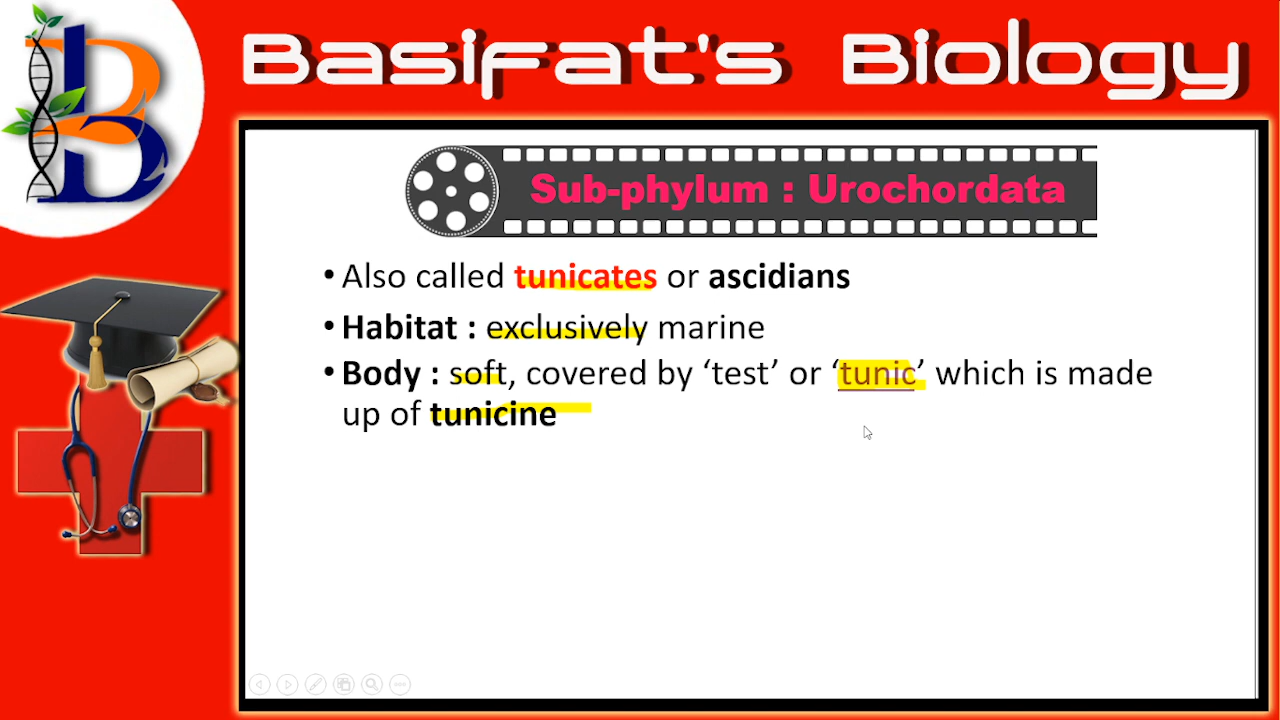 Basifat's Biology
Sub-phylum : Urochordata
• Also called tunicates or ascidians
• Habitat : exclusively marine
• Body : soft, covered by ‘test’ or ‘tunic’ which is made
up of tunicine